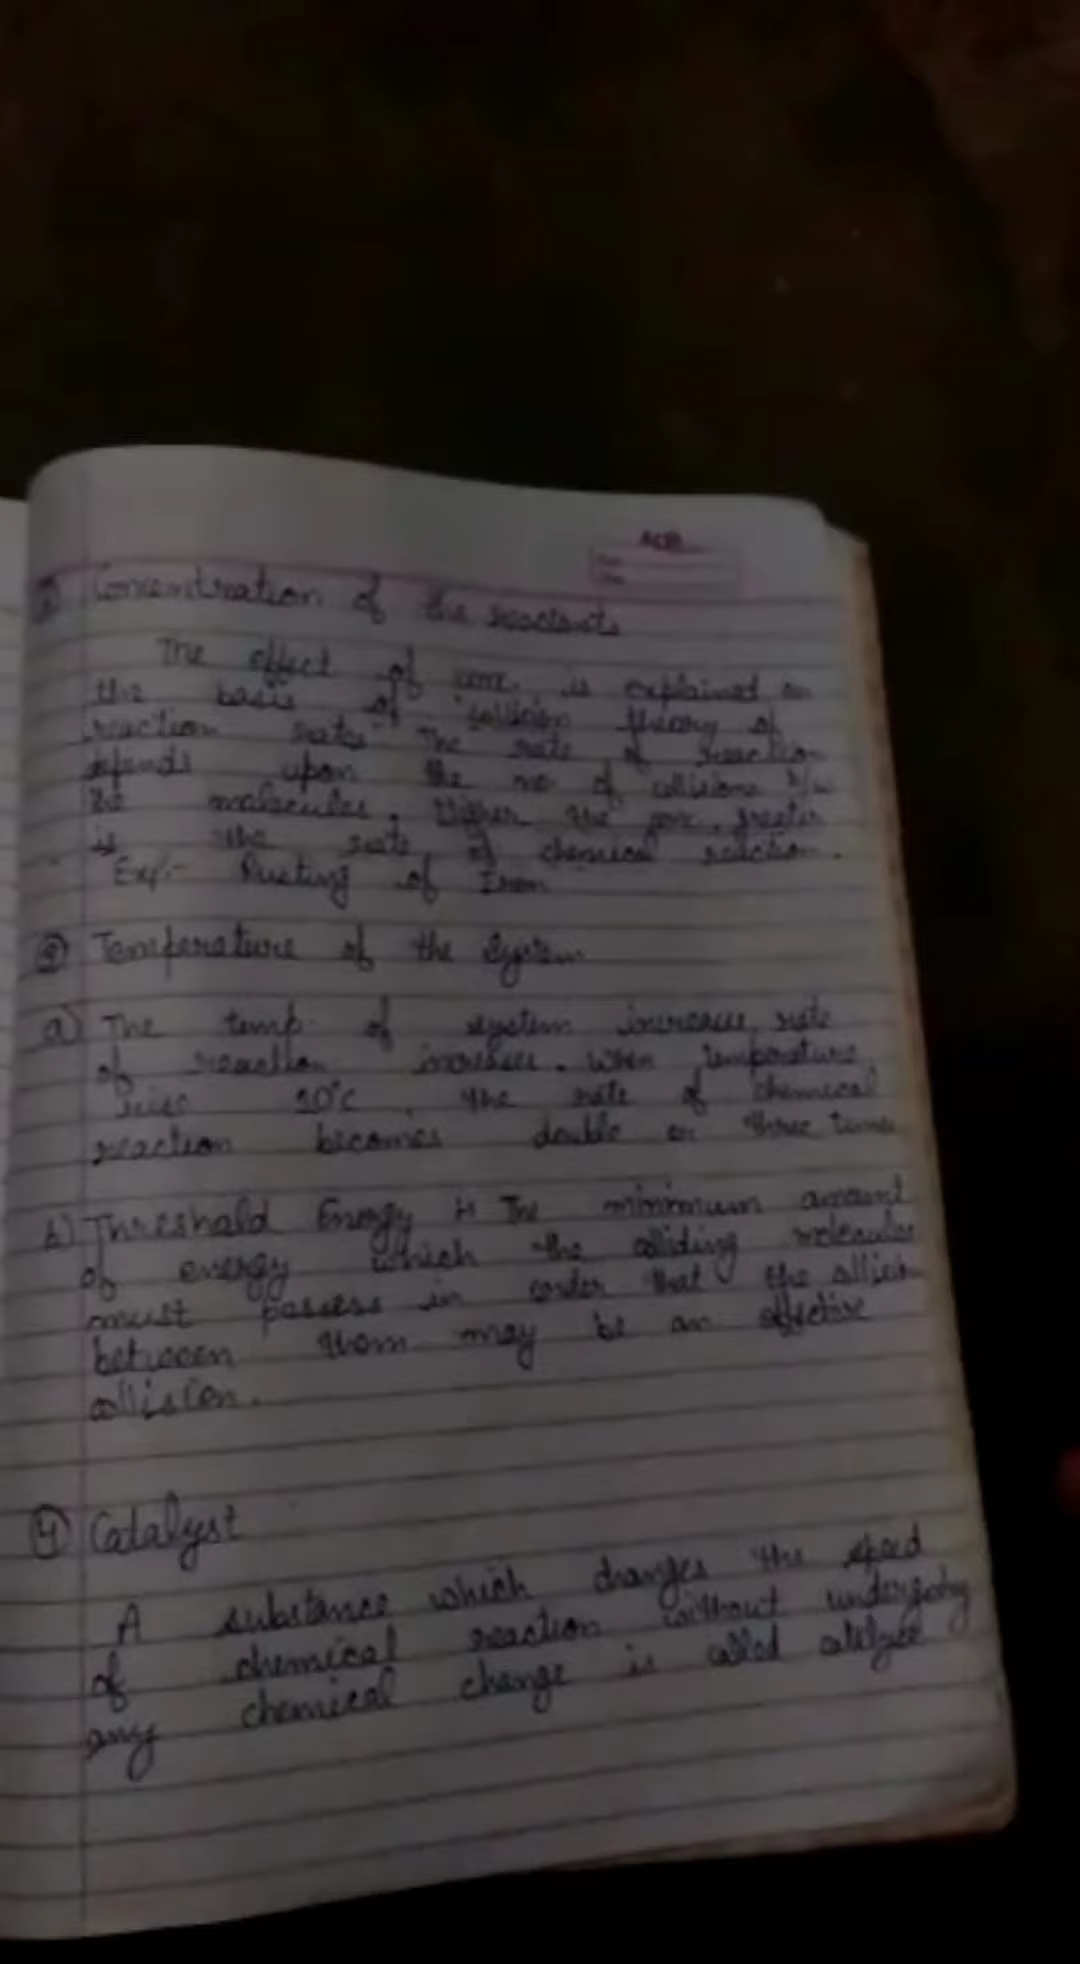 Concentration of the reactants
The effect of conc. is explained on
the basis of "collision theory of
reaction rates" The rate of reaction
depends upon the no of collisions b/w
the molecules. Higher the conc. greater
is the rate of chemical reaction.
Exp:- Rusting of Iron
Temperature of the System
a) The temp. of system increases, rate
of reaction increases. When temperature
rises 10°C, the rate of chemical
reaction becomes double or three times
b) Threshold Energy :- The minimum amount
of energy which the colliding molecules
must possess in order that the collision
between them may be an effective
collision.
④ Catalyst
A substance which changes the speed
of chemical reaction without undergoing
any chemical change is called catalyst